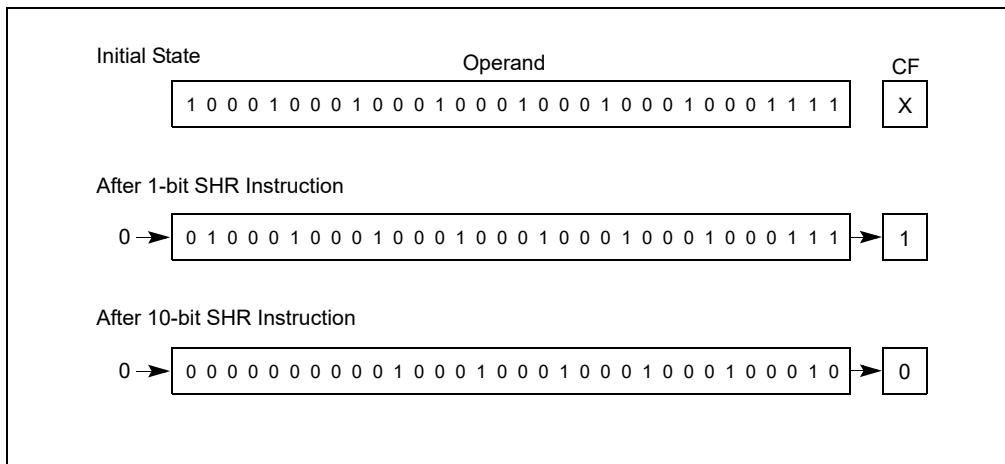 Initial State
Operand
CF
1 0 0 0 1 0 0 0 1 0 0 0 1 0 0 0 1 0 0 0 1 0 0 0 1 0 0 0 1 1 1 1 X
After 1-bit SHR Instruction
0 0 1 0 0 0 1 0 0 0 1 0 0 0 1 0 0 0 1 0 0 0 1 0 0 0 1 0 0 0 1 1 1 1
After 10-bit SHR Instruction
0 0 0 0 0 0 0 0 0 0 0 1 0 0 0 1 0 0 0 1 0 0 0 1 0 0 0 1 0 0 0 1 0 0